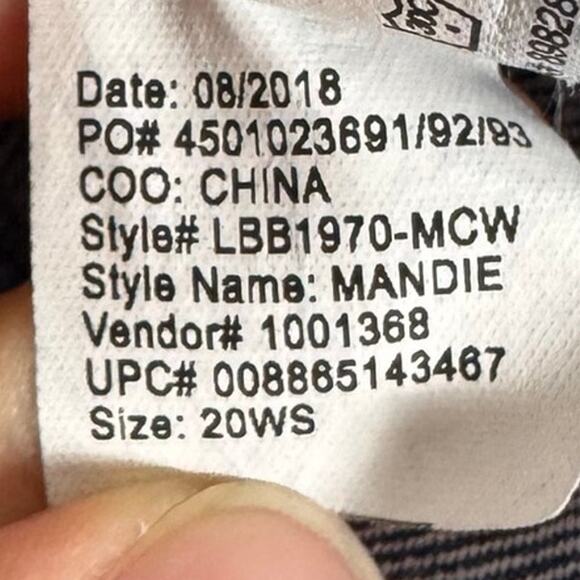 Date: 08/2018
PO# 4501023691/92/93
COO: CHINA
Style# LBB1970-MCW
Style Name: MANDIE
Vendor# 1001368
UPC# 008865143467
Size: 20WS